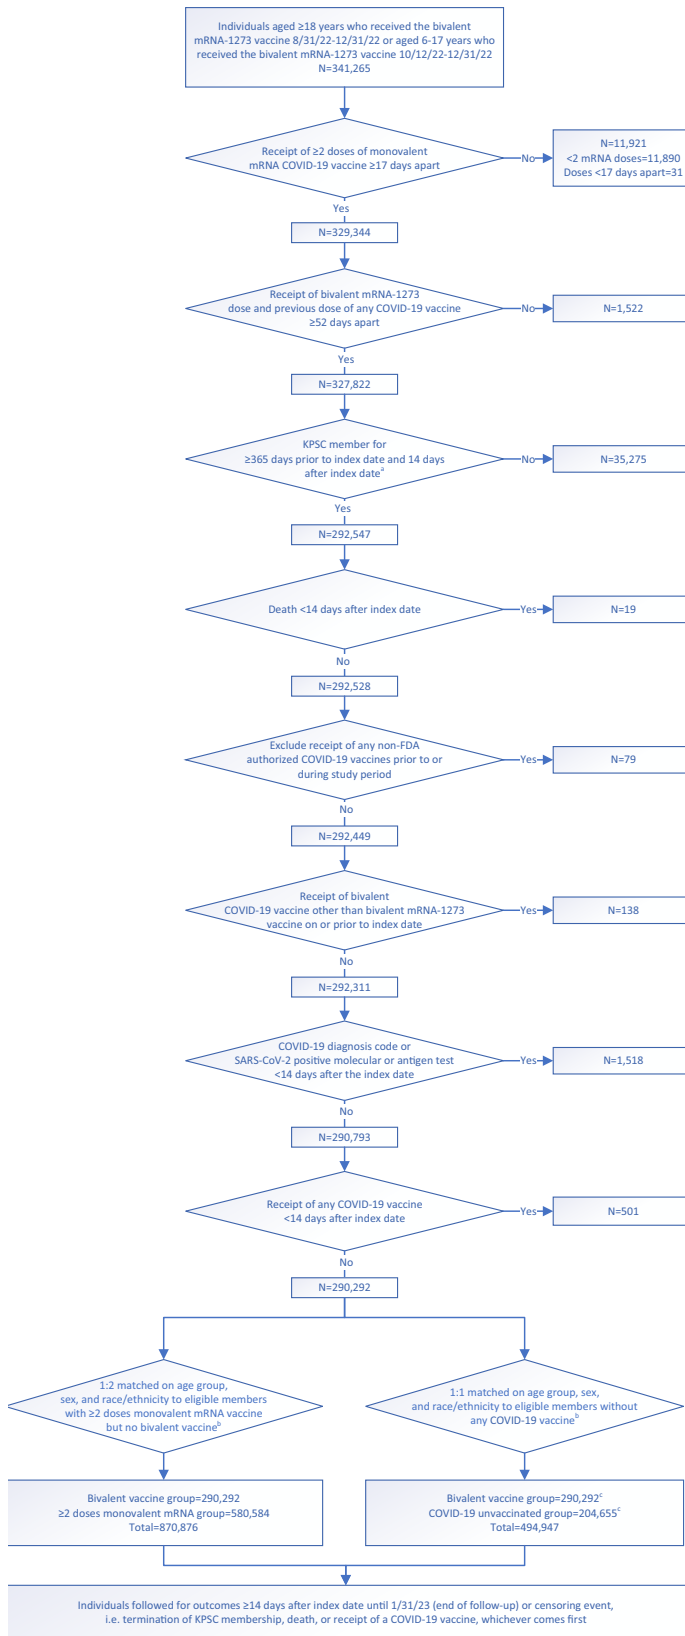 Individuals aged ≥18 years who received the bivalent
mRNA-1273 vaccine 8/31/22-12/31/22 or aged 6-17 years who
received the bivalent mRNA-1273 vaccine 10/12/22-12/31/22
N=341,265
Receipt of ≥2 doses of monovalent
mRNA COVID-19 vaccine ≥17 days apart
No
N=11,921
<2 mRNA doses=11,890
Doses <17 days apart=31
Yes
N=329,344
Receipt of bivalent mRNA-1273
dose and previous dose of any COVID-19 vaccine
≥52 days apart
No
N=1,522
Yes
N=327,822
KPSC member for
≥365 days prior to index date and 14 days
after index dateᵃ
No
N=35,275
Yes
N=292,547
Death <14 days after index date
Yes
N=19
No
N=292,528
Exclude receipt of any non-FDA
authorized COVID-19 vaccines prior to or
during study period
Yes
N=79
No
N=292,449
Receipt of bivalent
COVID-19 vaccine other than bivalent mRNA-1273
vaccine on or prior to index date
Yes
N=138
No
N=292,311
COVID-19 diagnosis code or
SARS-CoV-2 positive molecular or antigen test
<14 days after the index date
Yes
N=1,518
No
N=290,793
Receipt of any COVID-19 vaccine
<14 days after index date
Yes
N=501
No
N=290,292
1:2 matched on age group,
sex, and race/ethnicity to eligible members
with ≥2 doses monovalent mRNA vaccine
but no bivalent vaccineᵇ
1:1 matched on age group, sex,
and race/ethnicity to eligible members without
any COVID-19 vaccineᵇ
Bivalent vaccine group=290,292
≥2 doses monovalent mRNA group=580,584
Total=870,876
Bivalent vaccine group=290,292ᶜ
COVID-19 unvaccinated group=204,655ᶜ
Total=494,947
Individuals followed for outcomes ≥14 days after index date until 1/31/23 (end of follow-up) or censoring event,
i.e. termination of KPSC membership, death, or receipt of a COVID-19 vaccine, whichever comes first